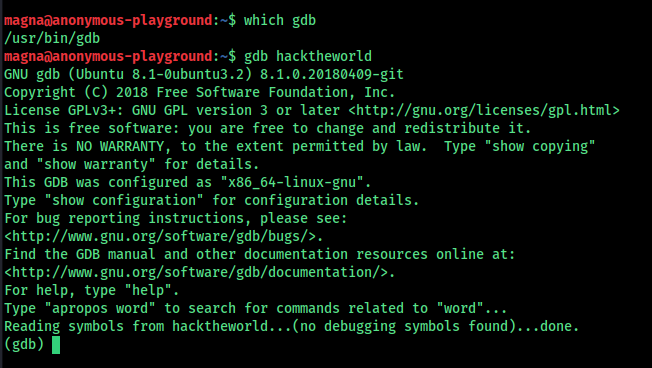 magna@anonymous-playground:~$ which gdb
/usr/bin/gdb
magna@anonymous-playground:~$ gdb hacktheworld
GNU gdb (Ubuntu 8.1-0ubuntu3.2) 8.1.0.20180409-git
Copyright (C) 2018 Free Software Foundation, Inc.
License GPLv3+: GNU GPL version 3 or later <http://gnu.org/licenses/gpl.html>
This is free software: you are free to change and redistribute it.
There is NO WARRANTY, to the extent permitted by law.  Type "show copying"
and "show warranty" for details.
This GDB was configured as "x86_64-linux-gnu".
Type "show configuration" for configuration details.
For bug reporting instructions, please see:
<http://www.gnu.org/software/gdb/bugs/>.
Find the GDB manual and other documentation resources online at:
<http://www.gnu.org/software/gdb/documentation/>.
For help, type "help".
Type "apropos word" to search for commands related to "word"...
Reading symbols from hacktheworld...(no debugging symbols found)...done.
(gdb)